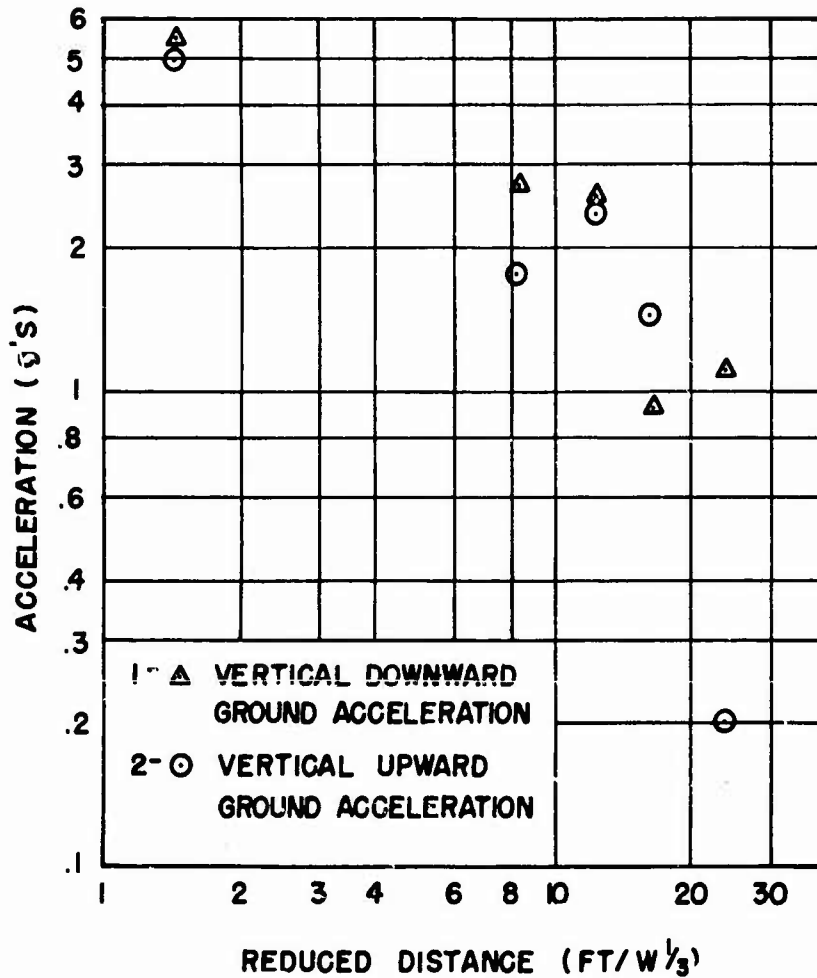 6
5
4
3
2
1
.8
.6
.4
.3
.2
.1
ACCELERATION (g'S)
1- VERTICAL DOWNWARD
GROUND ACCELERATION
2- VERTICAL UPWARD
GROUND ACCELERATION
1 2 3 4 6 8 10 20 30
REDUCED DISTANCE (FT/W⅓)